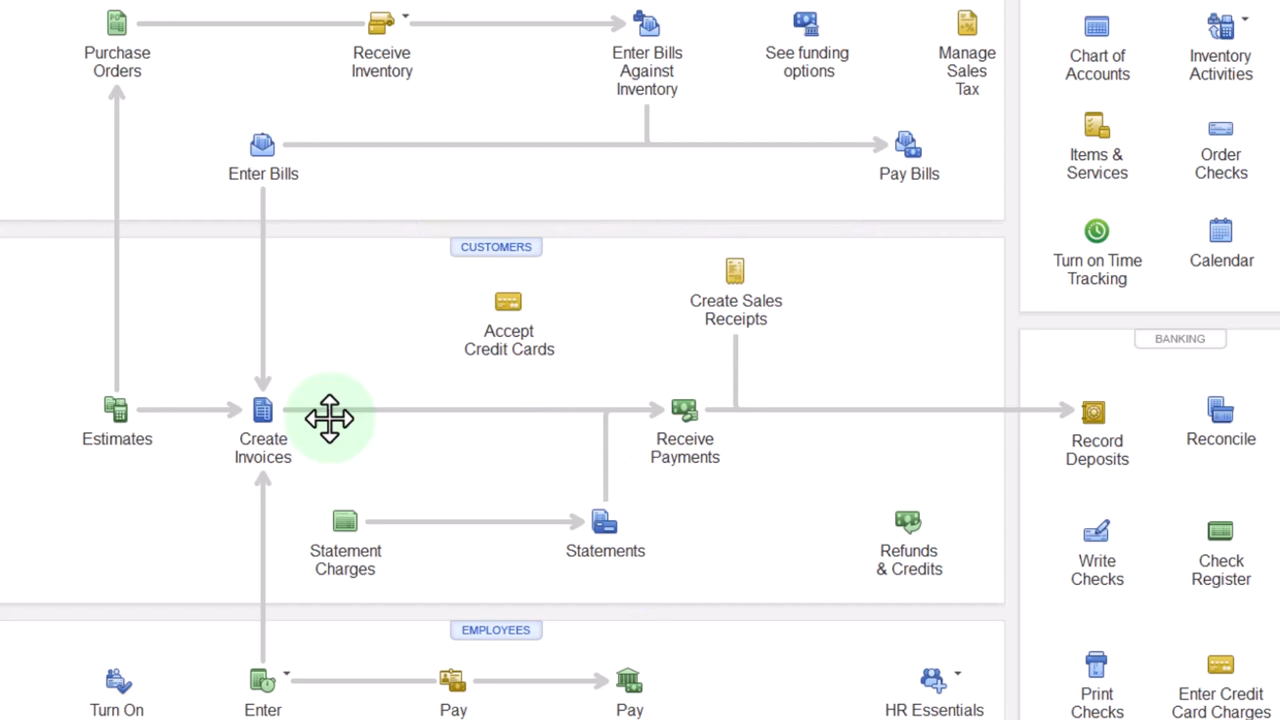 Purchase
Orders
Receive
Inventory
Enter Bills
Against
Inventory
See funding
options
Manage
Sales
Tax
Enter Bills
Pay Bills
CUSTOMERS
Accept
Credit Cards
Create Sales
Receipts
Estimates
Create
Invoices
Receive
Payments
Statement
Charges
Statements
Refunds
& Credits
EMPLOYEES
Turn On
Enter
Pay
Pay
HR Essentials
Chart of
Accounts
Inventory
Activities
Items &
Services
Order
Checks
Turn on Time
Tracking
Calendar
BANKING
Record
Deposits
Reconcile
Write
Checks
Check
Register
Print
Checks
Enter Credit
Card Charges